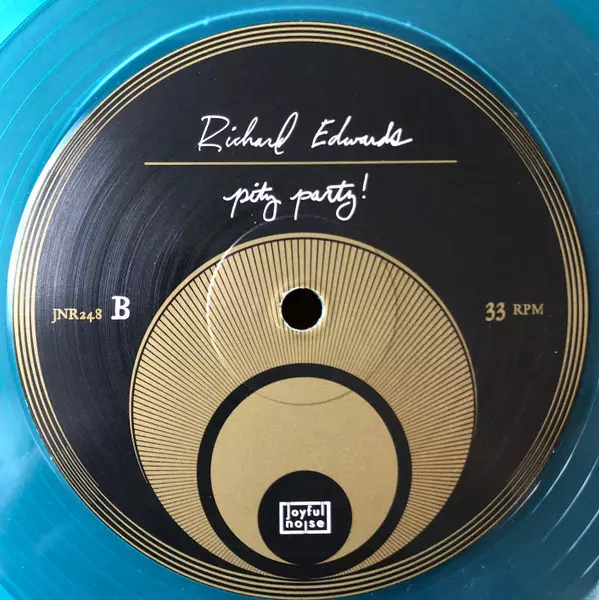 Richard Edwards
pity party!
JNR248 B
33 RPM
joyful
noise